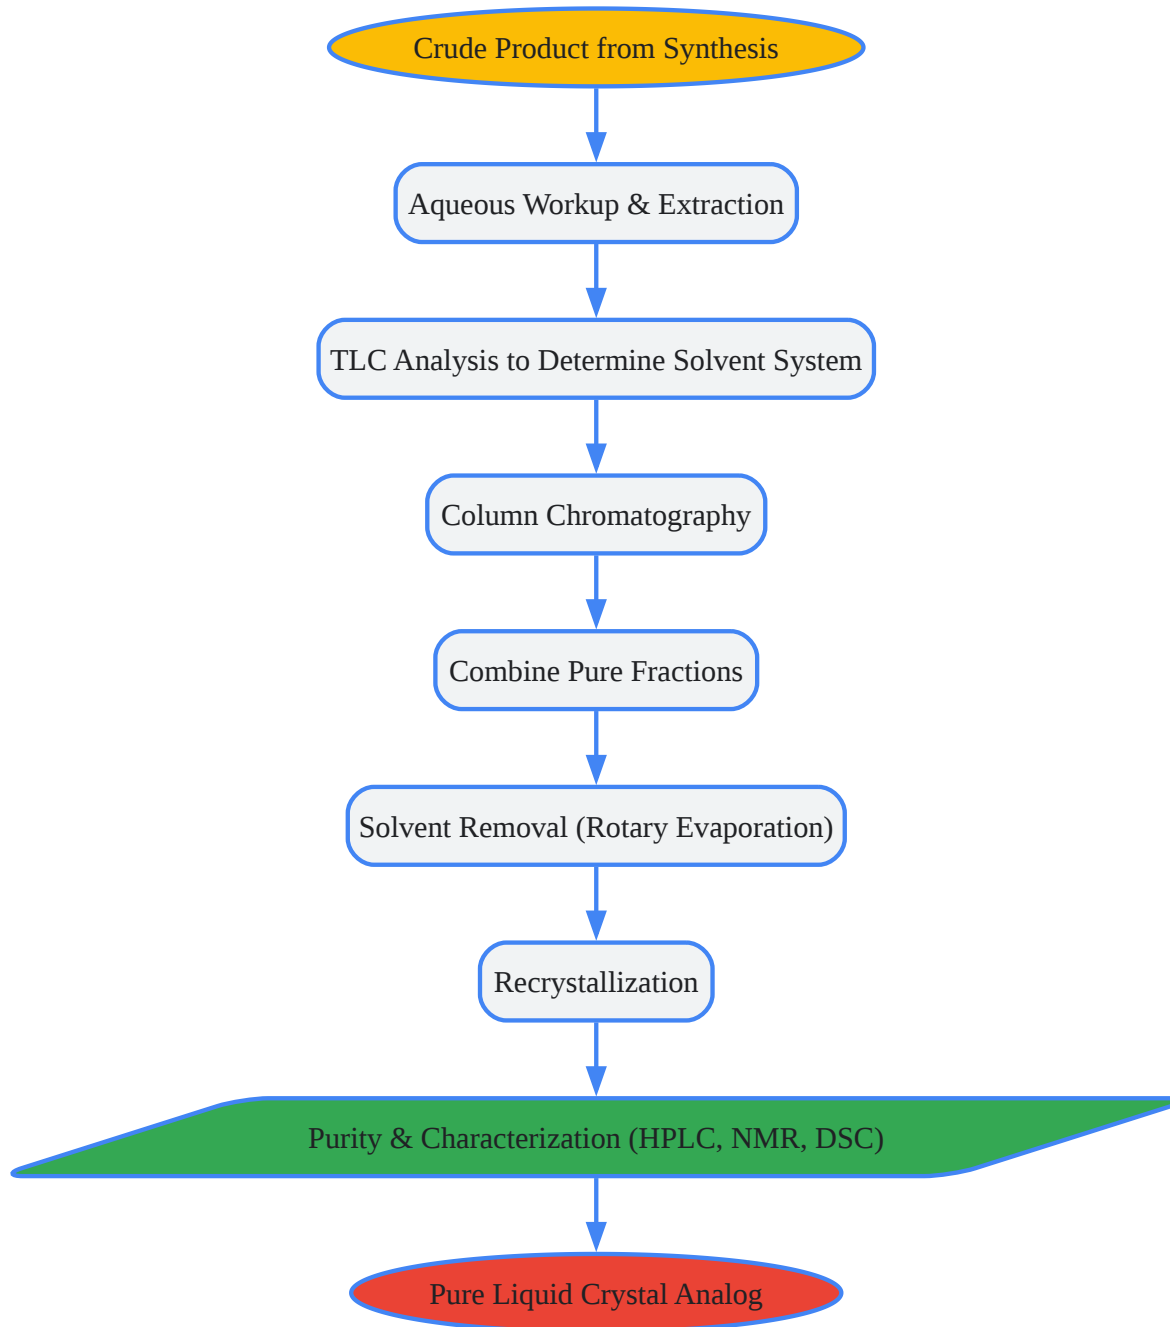 Crude Product from Synthesis
Aqueous Workup & Extraction
TLC Analysis to Determine Solvent System
Column Chromatography
Combine Pure Fractions
Solvent Removal (Rotary Evaporation)
Recrystallization
Purity & Characterization (HPLC, NMR, DSC)
Pure Liquid Crystal Analog